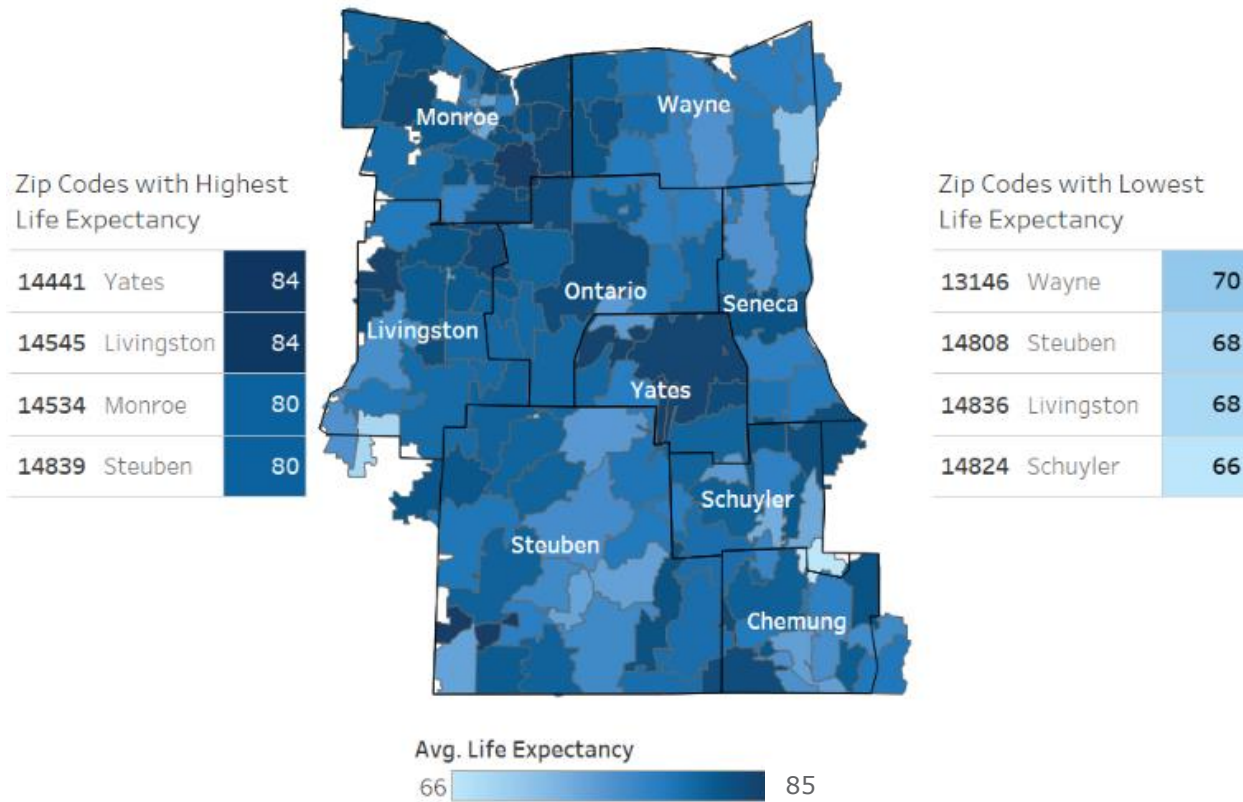 Monroe
Wayne
Zip Codes with Highest
Life Expectancy
14441 Yates 84
14545 Livingston 84
14534 Monroe 80
14839 Steuben 80
Zip Codes with Lowest
Life Expectancy
13146 Wayne 70
14808 Steuben 68
14836 Livingston 68
14824 Schuyler 66
Ontario
Seneca
Livingston
Yates
Schuyler
Steuben
Chemung
Avg. Life Expectancy
66 85